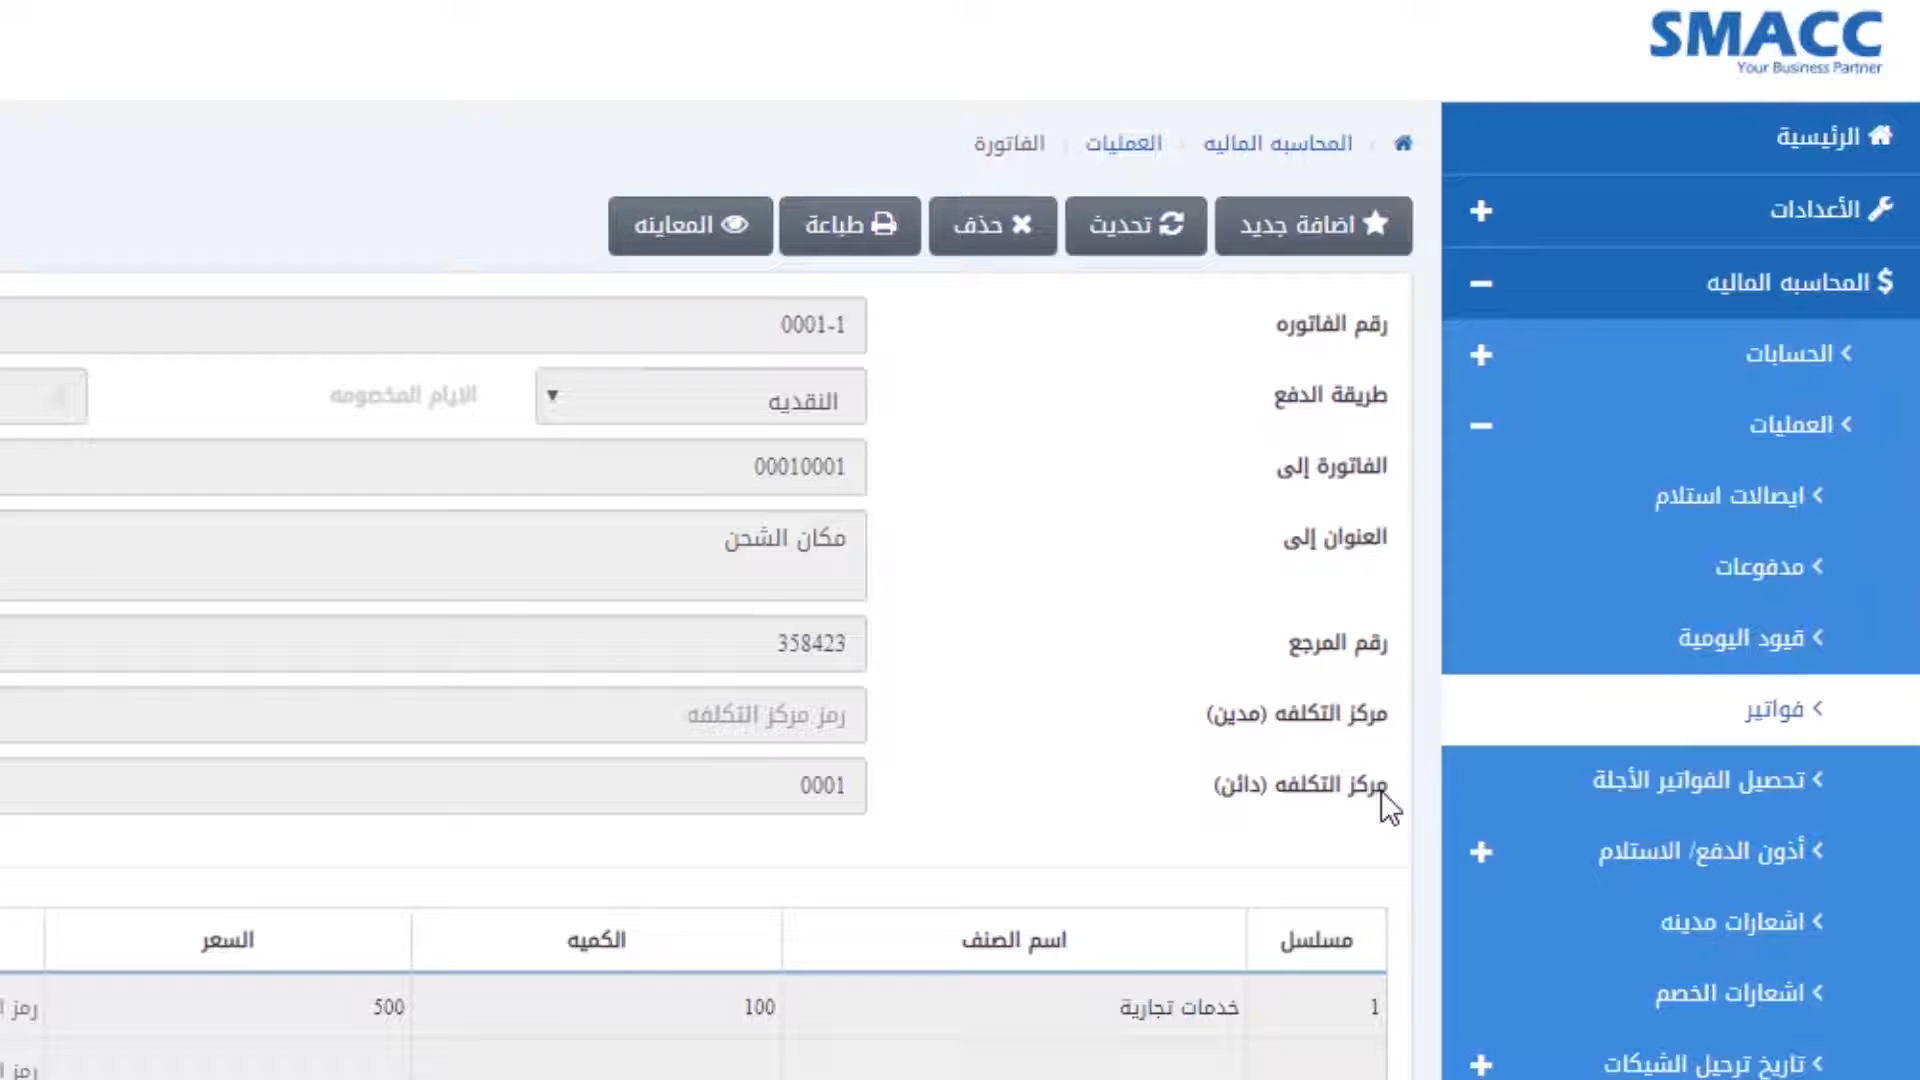 SMACC
Your Business Partner
الرئيسية
الأعدادات
المحاسبه الماليه
الحسابات
العمليات
ايصالات استلام
مدفوعات
قيود اليومية
فواتير
تحصيل الفواتير الأجلة
أذون الدفع/ الاستلام
اشعارات مدينه
اشعارات الخصم
تاريخ ترحيل الشيكات
المحاسبه الماليه
العمليات
الفاتورة
اضافة جديد
تحديث
حذف
طباعة
المعاينه
رقم الفاتوره
0001-1
طريقة الدفع
النقديه
الايام المخصومه
الفاتورة إلى
00010001
العنوان إلى
مكان الشحن
رقم المرجع
358423
مركز التكلفه (مدين)
رمز مركز التكلفه
مركز التكلفه (دائن)
0001
مسلسل
اسم الصنف
الكميه
السعر
1
خدمات تجارية
100
500
رمز
رمز